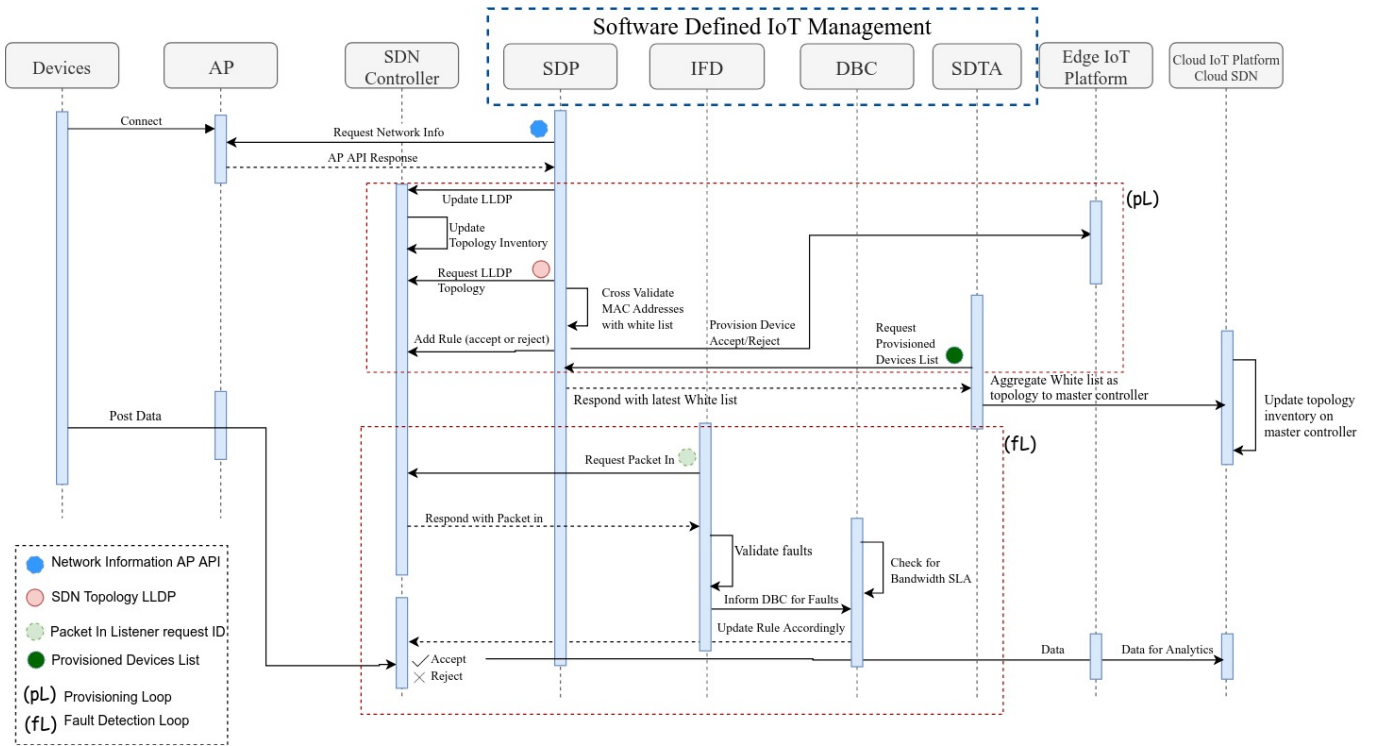 Software Defined IoT Management
Devices
AP
SDN
Controller
SDP
IFD
DBC
SDTA
Edge IoT
Platform
Cloud IoT Platform
Cloud SDN
Connect
Request Network Info
AP API Response
Update LLDP
(pL)
Update
Topology Inventory
Request LLDP
Topology
Cross Validate
MAC Addresses
with white list
Add Rule (accept or reject)
Provision Device
Accept/Reject
Request
Provisioned
Devices List
Respond with latest White list
Aggregate White list as
topology to master controller
Update topology
inventory on
master controller
Post Data
(fL)
Request Packet In
Respond with Packet in
Validate faults
Check for
Bandwidth SLA
Inform DBC for Faults
Update Rule Accordingly
Accept
Reject
Data
Data for Analytics
Network Information AP API
SDN Topology LLDP
Packet In Listener request ID
Provisioned Devices List
(pL) Provisioning Loop
(fL) Fault Detection Loop